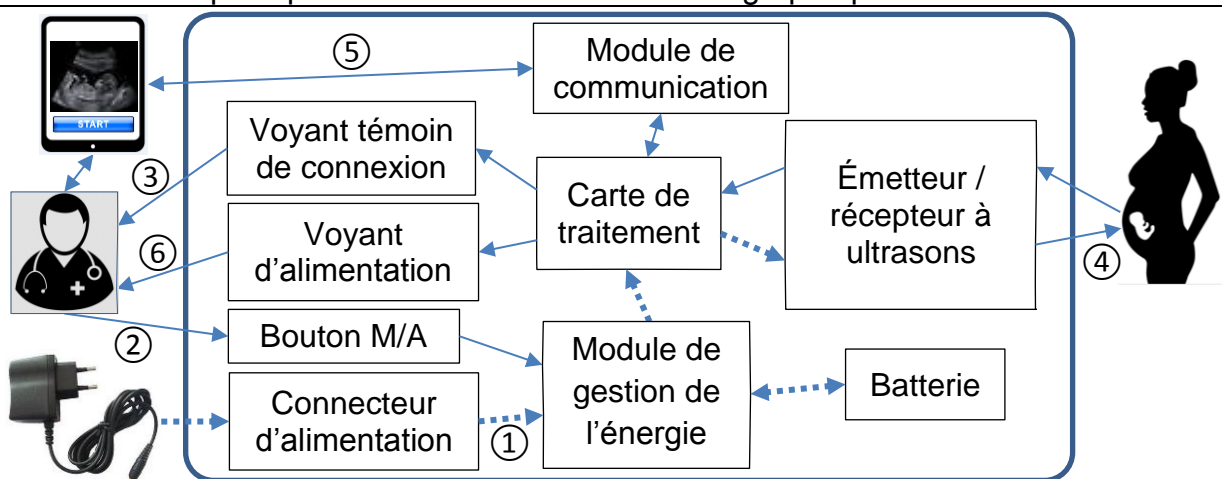 ⑤
Module de
communication
START
Voyant témoin
de connexion
③
Carte de
traitement
Émetteur /
récepteur à
ultrasons
④
Voyant
d’alimentation
⑥
Bouton M/A
②
Module de
gestion de
l’énergie
Batterie
Connecteur
d’alimentation
①